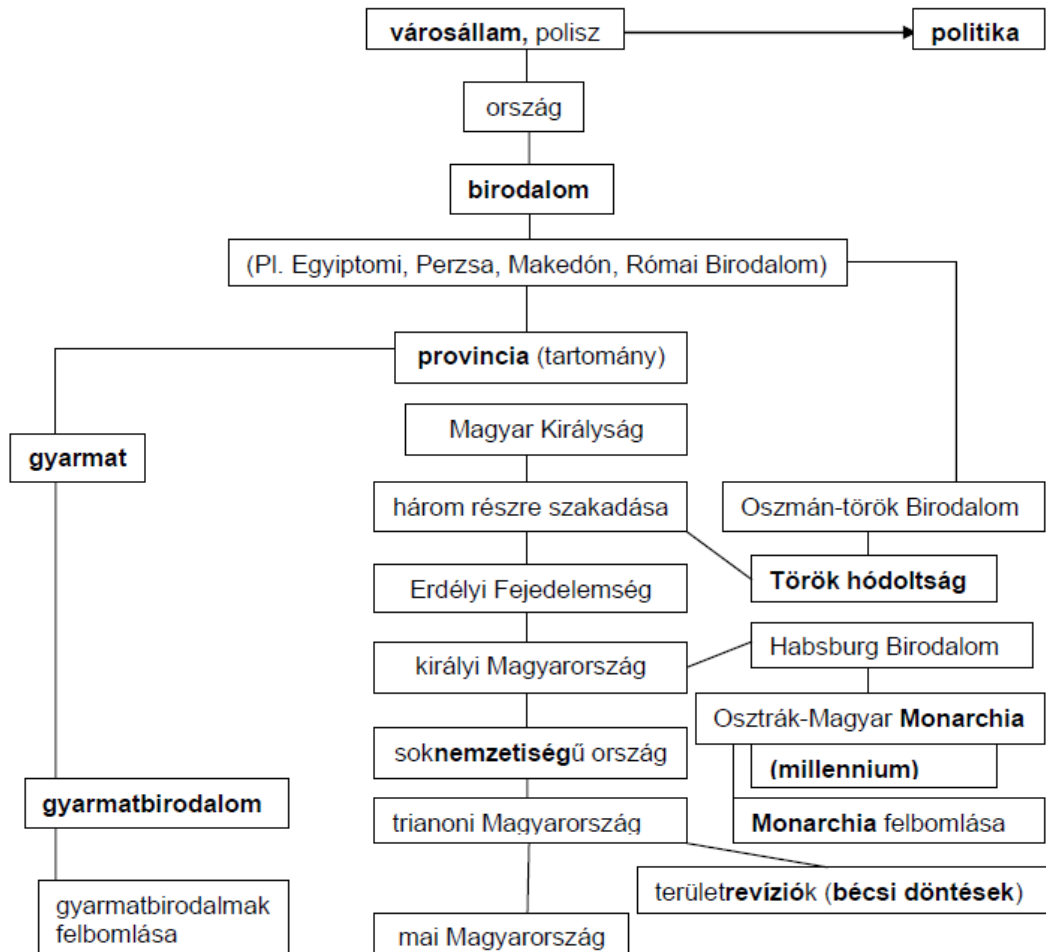 városállam, polisz
politika
ország
birodalom
(Pl. Egyiptomi, Perzsa, Makedón, Római Birodalom)
provincia (tartomány)
Magyar Királyság
gyarmat
három részre szakadása
Oszmán-török Birodalom
Török hódoltság
Erdélyi Fejedelemség
Habsburg Birodalom
királyi Magyarország
Osztrák-Magyar Monarchia
soknemzetiségű ország
(millennium)
gyarmatbirodalom
trianoni Magyarország
Monarchia felbomlása
területrevíziók (bécsi döntések)
gyarmatbirodalmak
felbomlása
mai Magyarország